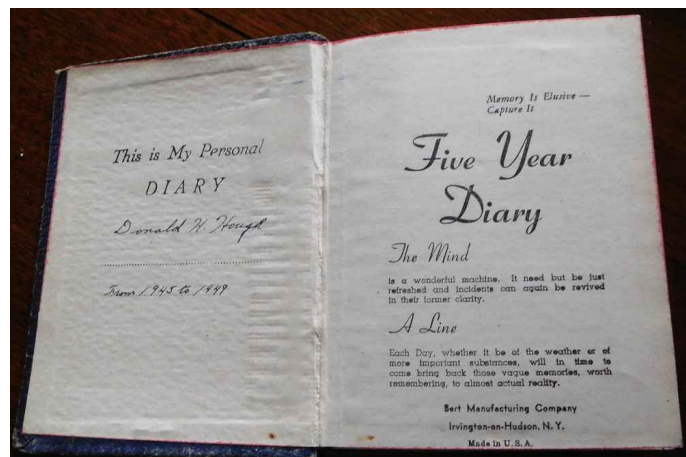 This is My Personal
DIARY
Donald H. Hough
From 1945 to 1949
Memory Is Elusive —
Capture It
Five Year
Diary
The Mind
is a wonderful machine. It need but be just
refreshed and incidents can again be revived
in their former clarity.
A Line
Each Day, whether it be of the weather or of
more important substances, will in time to
come bring back those vague memories, worth
remembering, to almost actual reality.
Bert Manufacturing Company
Irvington-on-Hudson, N. Y.
Made in U. S. A.